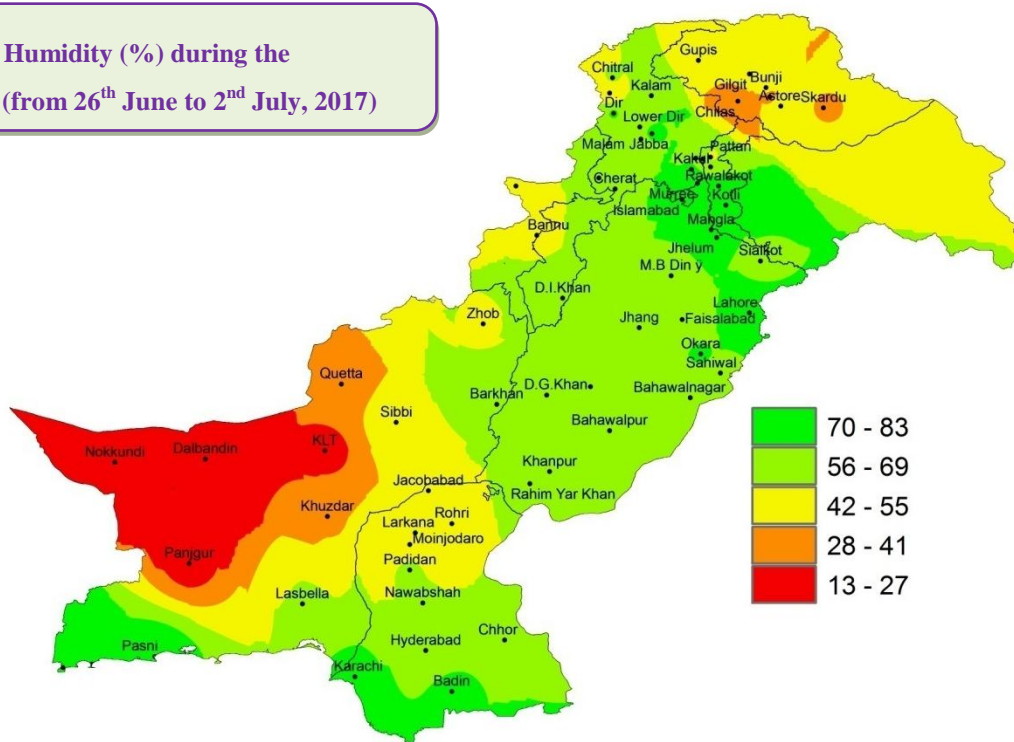 Humidity (%) during the
(from 26th June to 2nd July, 2017)
Gupis
Chitral
Bunji
Kalam
Gilgit
Astore
Skardu
Dir
Chilas
Lower Dir
Malam Jabba
Pattan
Kakul
Cherat
Rawalakot
Murree
Kotli
Islamabad
Bannu
Mangla
Jhelum
Sialkot
M.B Din y
D.I.Khan
Lahore
Zhob
Jhang
Faisalabad
Okara
Sahiwal
Quetta
D.G.Khan
Bahawalnagar
Barkhan
Sibbi
Bahawalpur
70 - 83
KLT
Nokkundi
Dalbandin
56 - 69
Khanpur
Jacobabad
Rahim Yar Khan
42 - 55
Khuzdar
Rohri
Larkana
Moinjodaro
28 - 41
Panjgur
Padidan
13 - 27
Lasbella
Nawabshah
Chhor
Pasni
Hyderabad
Karachi
Badin